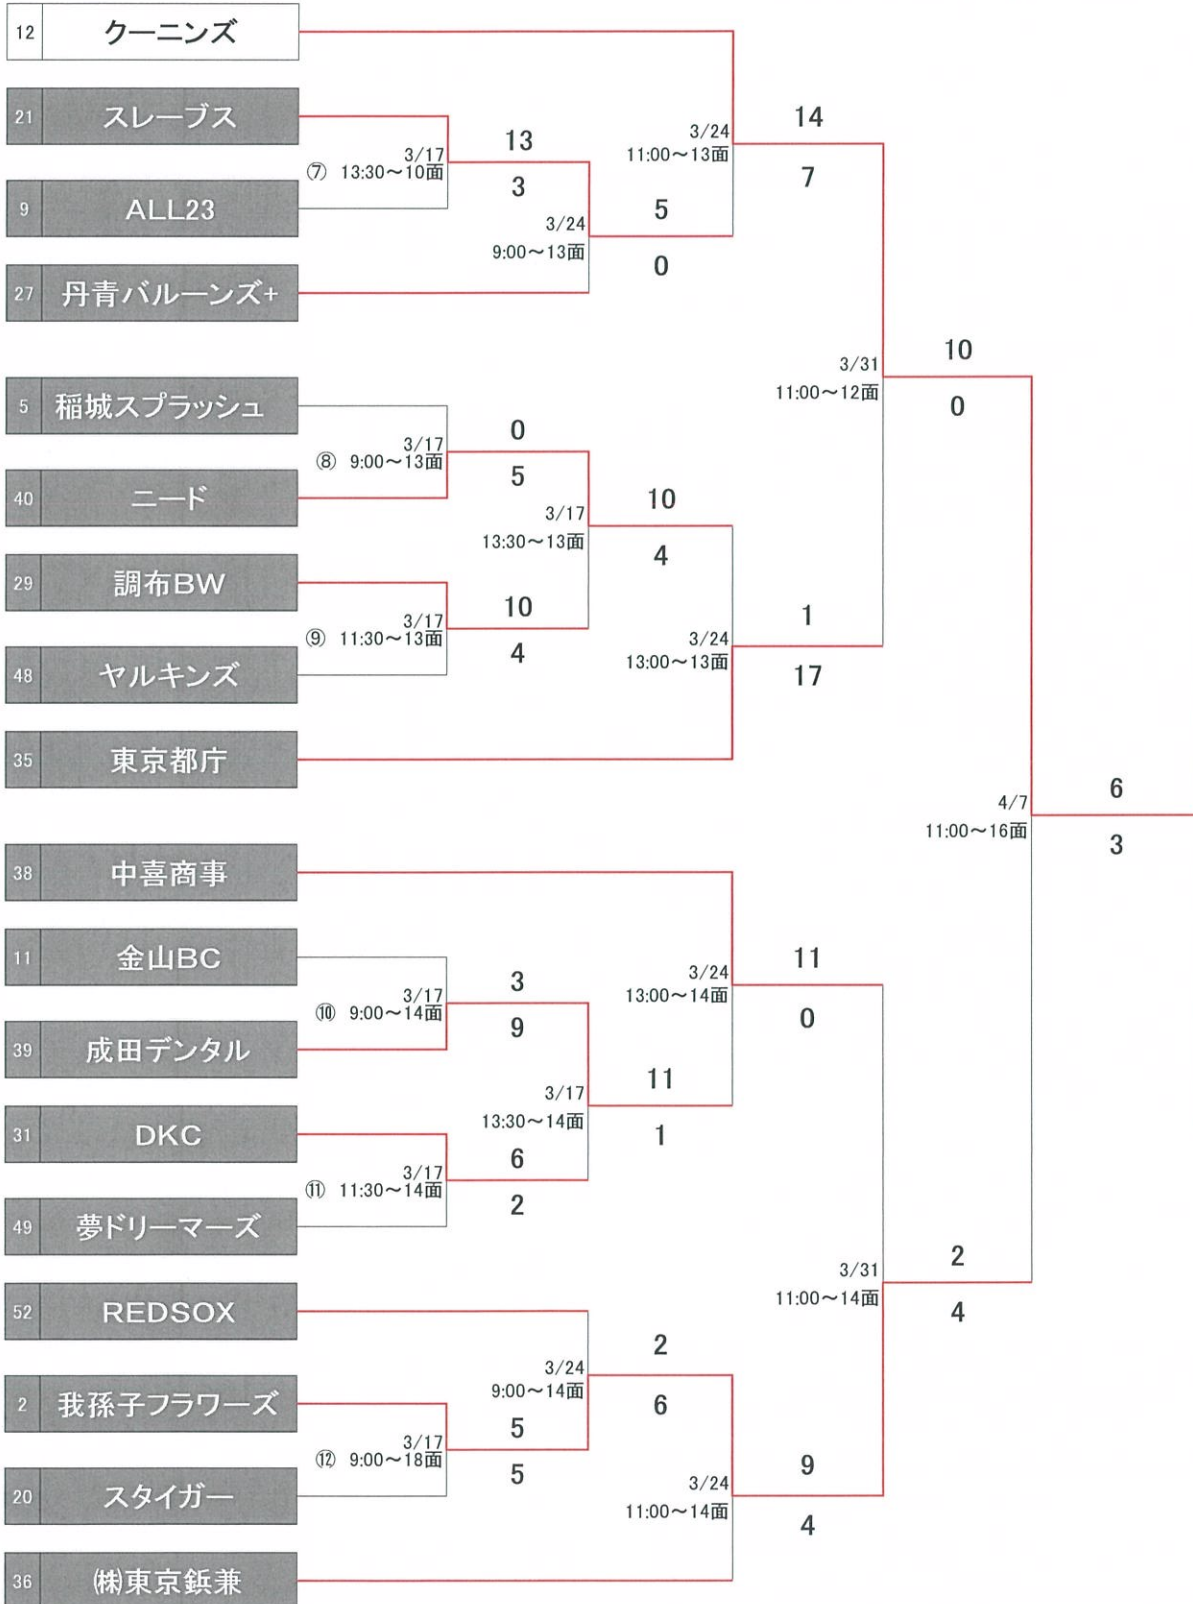 12 クーニンズ
21 スレーブス
9 ALL23
27 丹青バルーンズ+
5 稲城スプラッシュ
40 ニード
29 調布BW
48 ヤルキンズ
35 東京都庁
38 中喜商事
11 金山BC
39 成田デンタル
31 DKC
49 夢ドリーマーズ
52 REDSOX
2 我孫子フラワーズ
20 スタイガー
36 ㈱東京鋲兼
3/17
⑦ 13:30～10面
13
3
3/17
⑧ 9:00～13面
0
5
3/17
⑨ 11:30～13面
10
4
3/17
⑩ 9:00～14面
3
9
3/17
⑪ 11:30～14面
6
2
3/17
⑫ 9:00～18面
5
5
3/24
9:00～13面
5
0
3/17
13:30～13面
10
4
3/17
13:30～14面
11
1
3/24
9:00～14面
2
6
3/24
11:00～13面
14
7
3/24
13:00～13面
1
17
3/24
13:00～14面
11
0
3/24
11:00～14面
9
4
3/31
11:00～12面
10
0
3/31
11:00～14面
2
4
4/7
11:00～16面
6
3